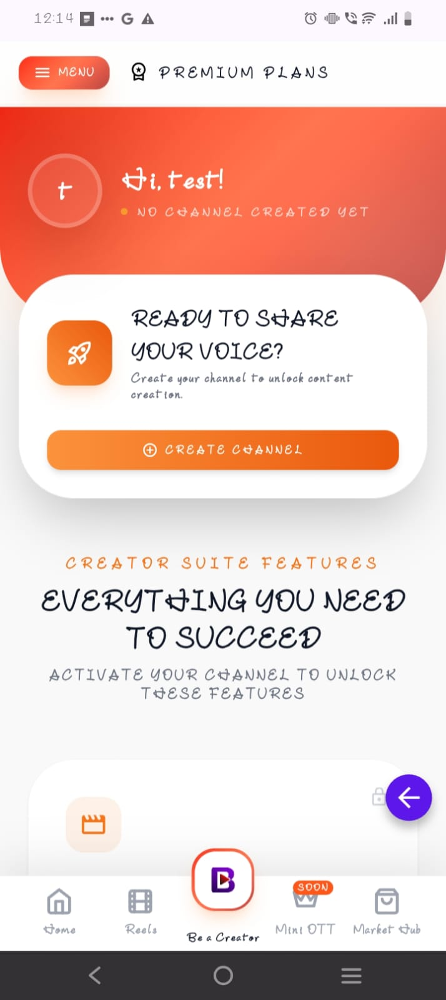 12:14
MENU
PREMIUM PLANS
t
Hi, test!
NO CHANNEL CREATED YET
READY TO SHARE
YOUR VOICE?
Create your channel to unlock content
creation.
CREATE CHANNEL
CREATOR SUITE FEATURES
EVERYTHING YOU NEED
TO SUCCEED
ACTIVATE YOUR CHANNEL TO UNLOCK
THESE FEATURES
B
SOON
Home
Reels
Be a Creator
Mini OTT
Market Hub